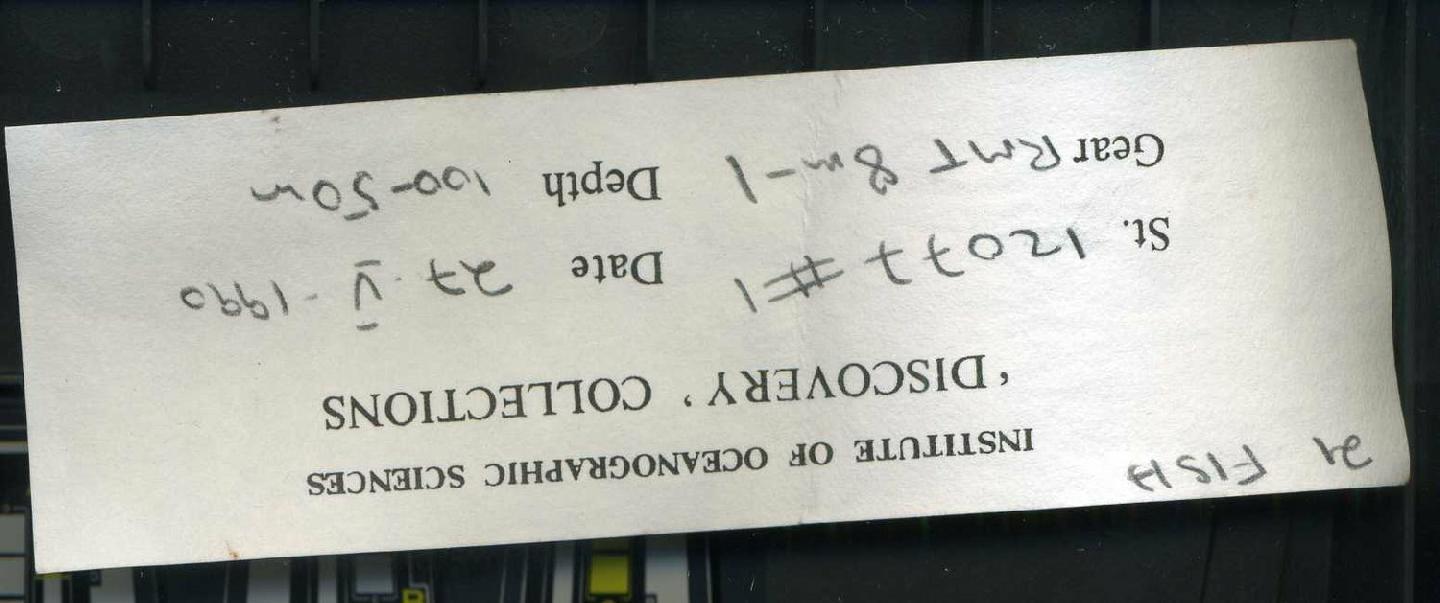 21 FISH
INSTITUTE OF OCEANOGRAPHIC SCIENCES
'DISCOVERY' COLLECTIONS
St. 12077 #1 Date 27·V·1990
Gear RMT 8m-1 Depth 100-50m